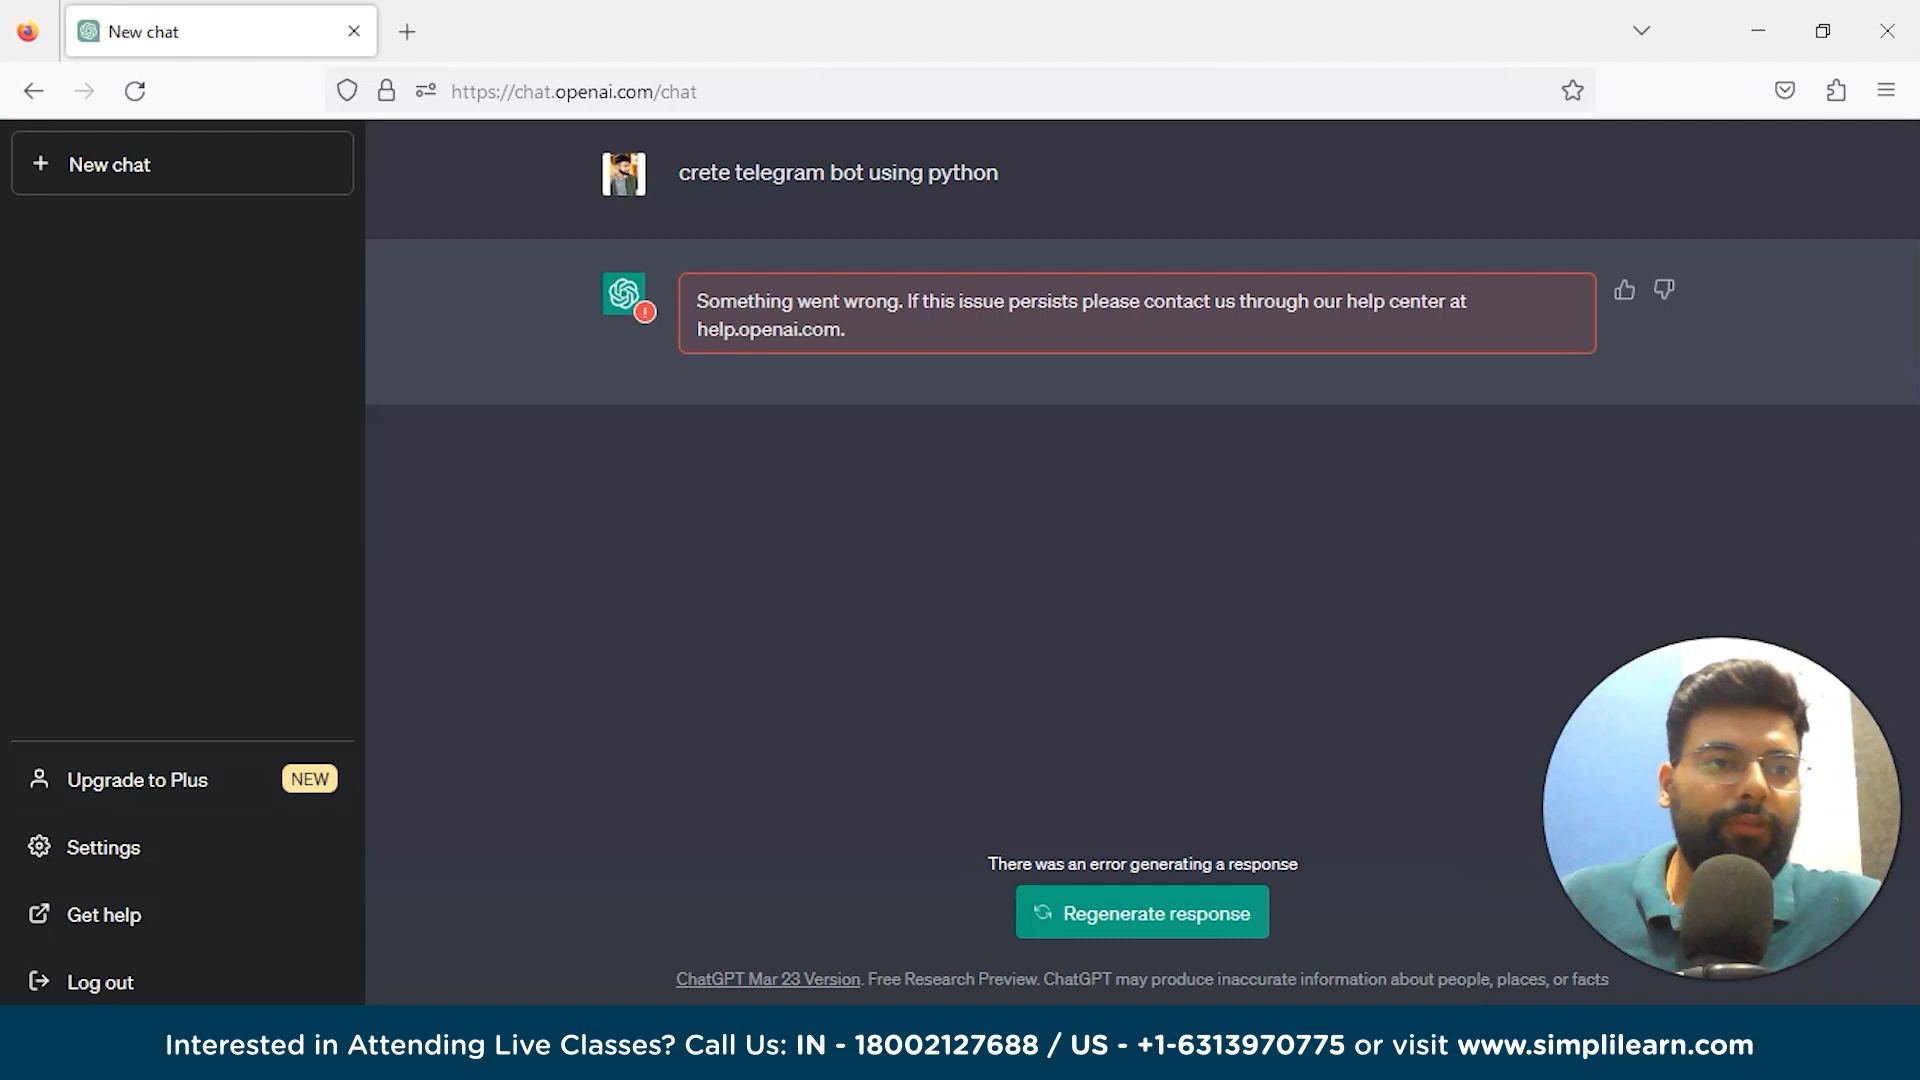 New chat
https://chat.openai.com/chat
New chat
crete telegram bot using python
Something went wrong. If this issue persists please contact us through our help center at
help.openai.com.
Upgrade to Plus NEW
Settings
Get help
Log out
There was an error generating a response
Regenerate response
ChatGPT Mar 23 Version. Free Research Preview. ChatGPT may produce inaccurate information about people, places, or facts
Interested in Attending Live Classes? Call Us: IN - 18002127688 / US - +1-6313970775 or visit www.simplilearn.com